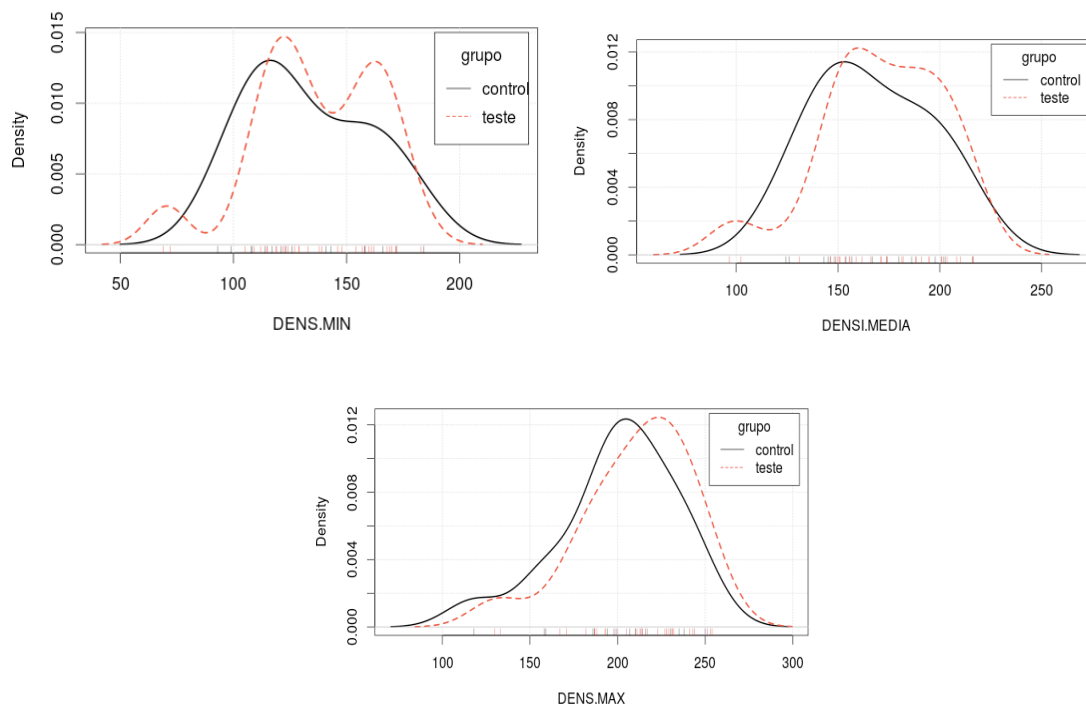 grupo
control
teste
Density
0.000
0.005
0.010
0.015
50
100
150
200
DENS.MIN
grupo
control
teste
Density
0.000
0.004
0.008
0.012
100
150
200
250
DENSI.MEDIA
grupo
control
teste
Density
0.000
0.004
0.008
0.012
100
150
200
250
300
DENS.MAX